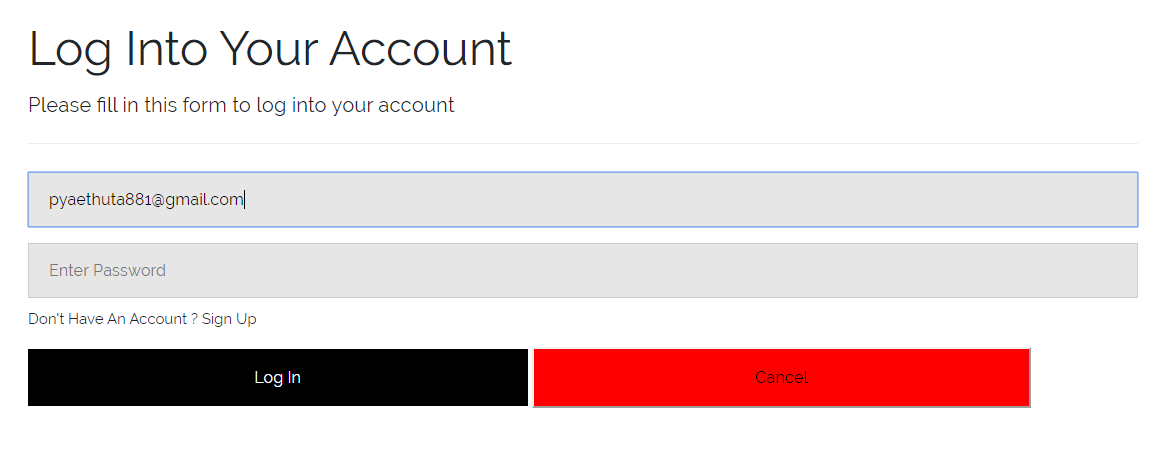 Log Into Your Account
Please fill in this form to log into your account
pyaethuta881@gmail.com
Enter Password
Don't Have An Account ? Sign Up
Log In
Cancel